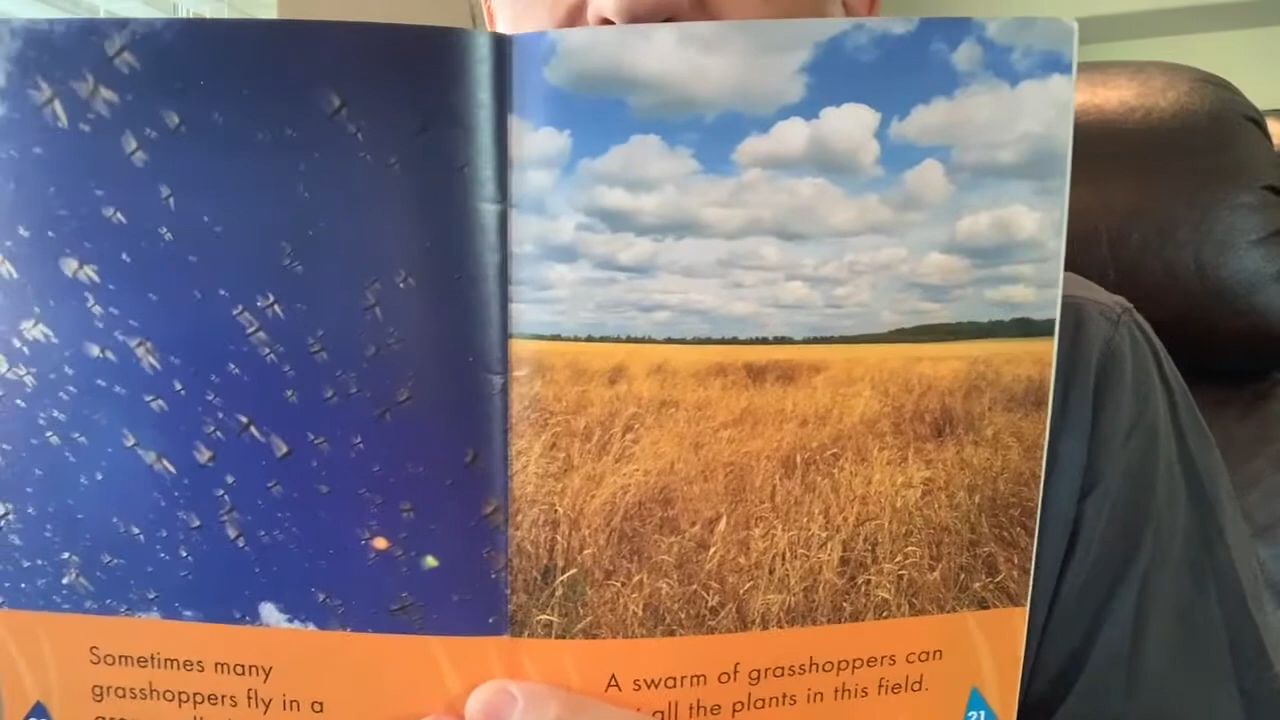 Sometimes many
grasshoppers fly in a
A swarm of grasshoppers can
all the plants in this field.
21